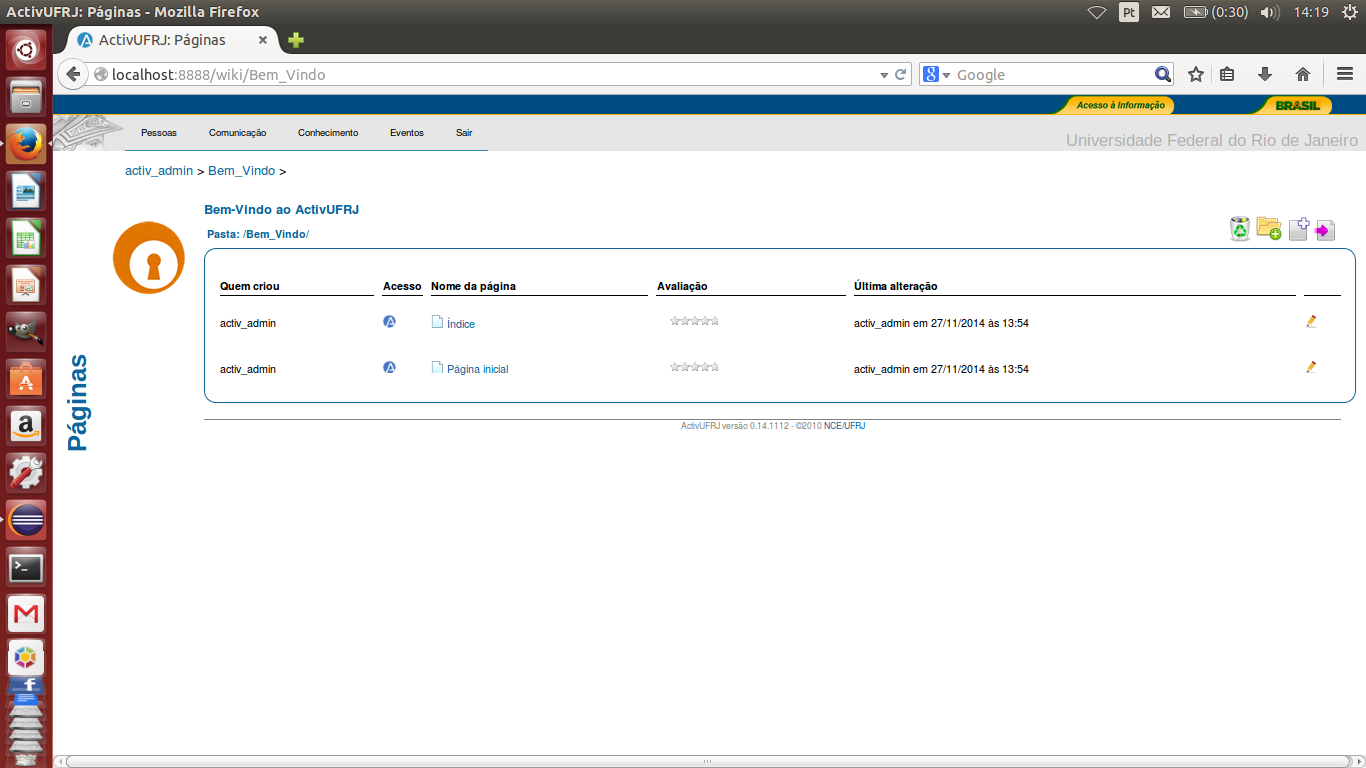 ActivUFRJ: Páginas - Mozilla Firefox
Pt
(0:30)
14:19
ActivUFRJ: Páginas
localhost:8888/wiki/Bem_Vindo
Google
Acesso à Informação
BRASIL
Pessoas Comunicação Conhecimento Eventos Sair
Universidade Federal do Rio de Janeiro
activ_admin > Bem_Vindo >
Bem-Vindo ao ActivUFRJ
Pasta: /Bem_Vindo/
Quem criou Acesso Nome da página Avaliação Última alteração
activ_admin Índice activ_admin em 27/11/2014 às 13:54
activ_admin Página inicial activ_admin em 27/11/2014 às 13:54
Páginas
ActivUFRJ versão 0.14.1112 - ©2010 NCE/UFRJ